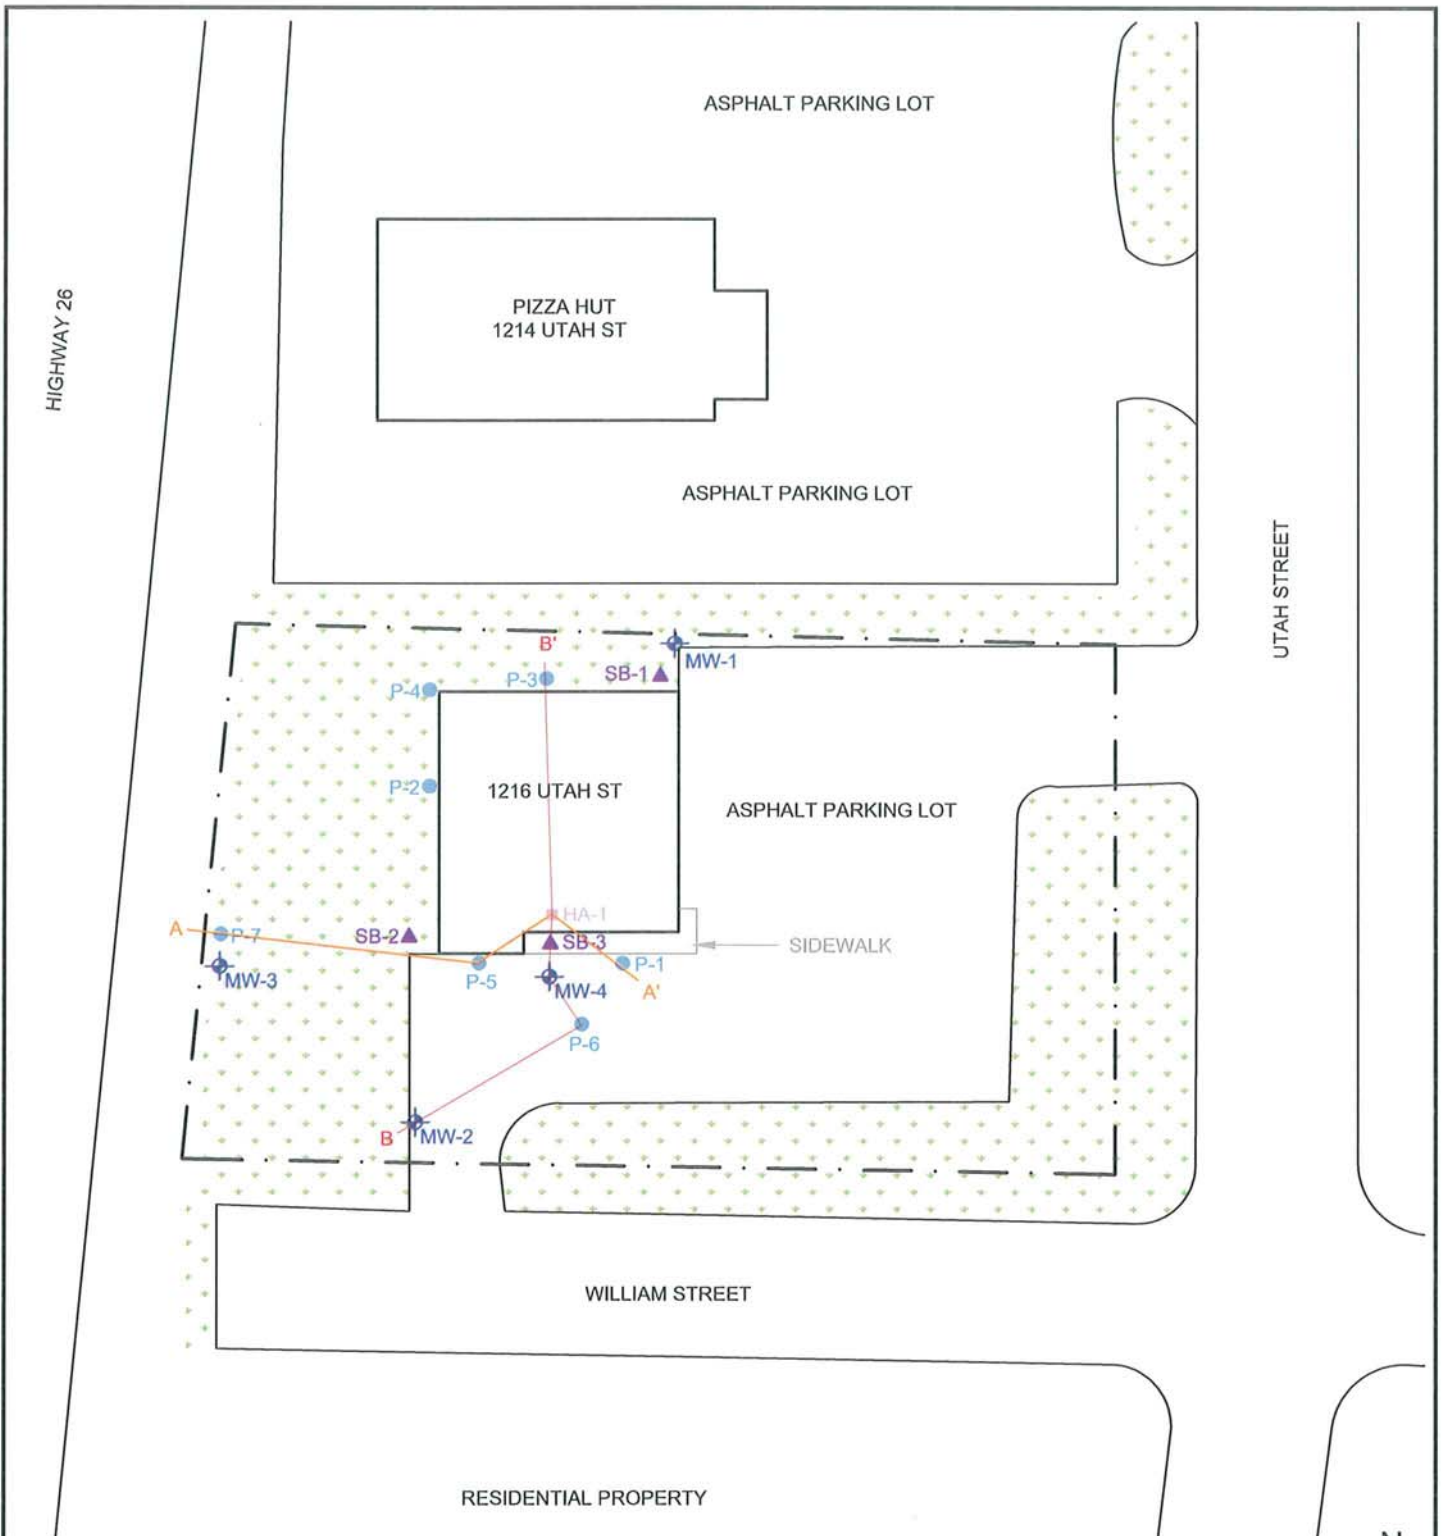 ASPHALT PARKING LOT
HIGHWAY 26
PIZZA HUT
1214 UTAH ST
ASPHALT PARKING LOT
UTAH STREET
B'
MW-1
SB-1
P-3
P-4
P-2
1216 UTAH ST
ASPHALT PARKING LOT
HA-1
A
P-7
SB-2
SB-3
SIDEWALK
P-1
MW-3
P-5
MW-4
A'
P-6
B
MW-2
WILLIAM STREET
RESIDENTIAL PROPERTY